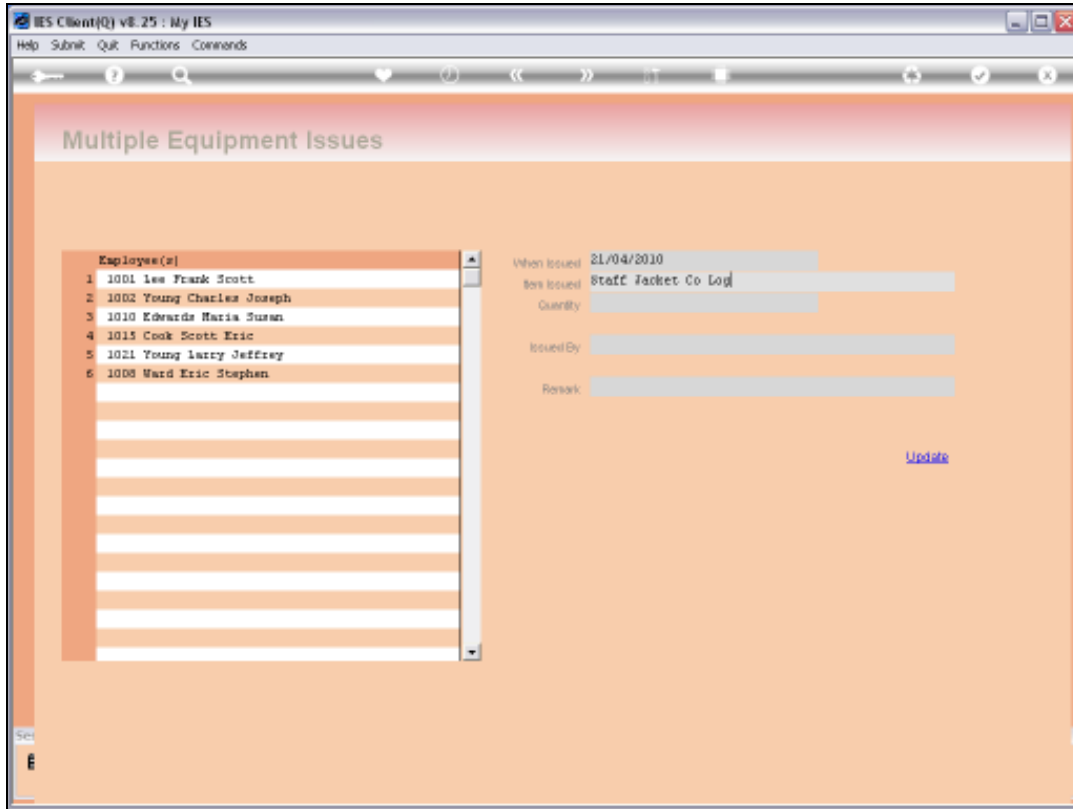 IES Client(Q) v8.25 : My IES
Help Submit Quit Functions Commands
Multiple Equipment Issues
Employee(s)
1 1001 Lee Frank Scott
2 1002 Young Charles Joseph
3 1010 Edwards Maria Susan
4 1015 Cook Scott Eric
5 1021 Young Larry Jeffrey
6 1008 Ward Eric Stephen
When Issued 21/04/2010
Item Issued Staff Jacket Co Log
Quantity
Issued By
Remark
Update